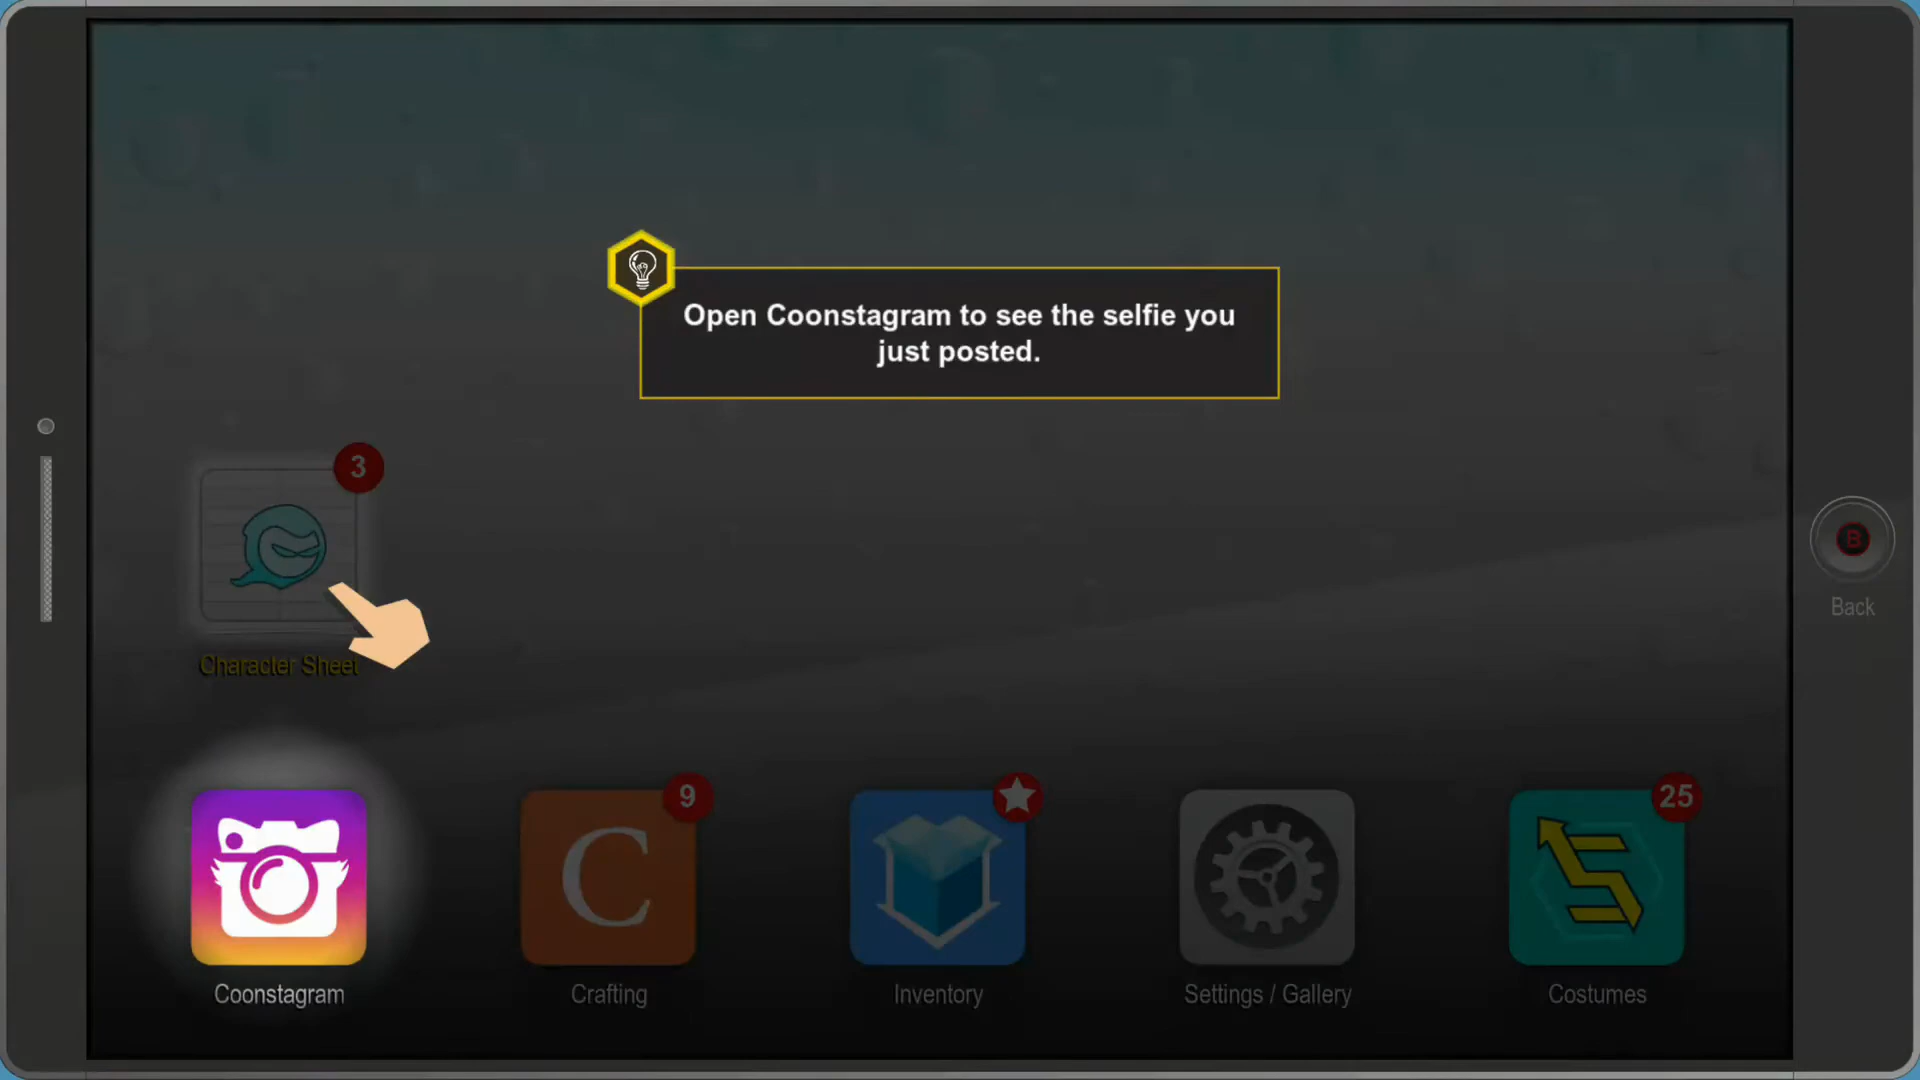 Open Coonstagram to see the selfie you
just posted.
3
B
Back
Character Sheet
9
25
C
Coonstagram
Crafting
Inventory
Settings / Gallery
Costumes